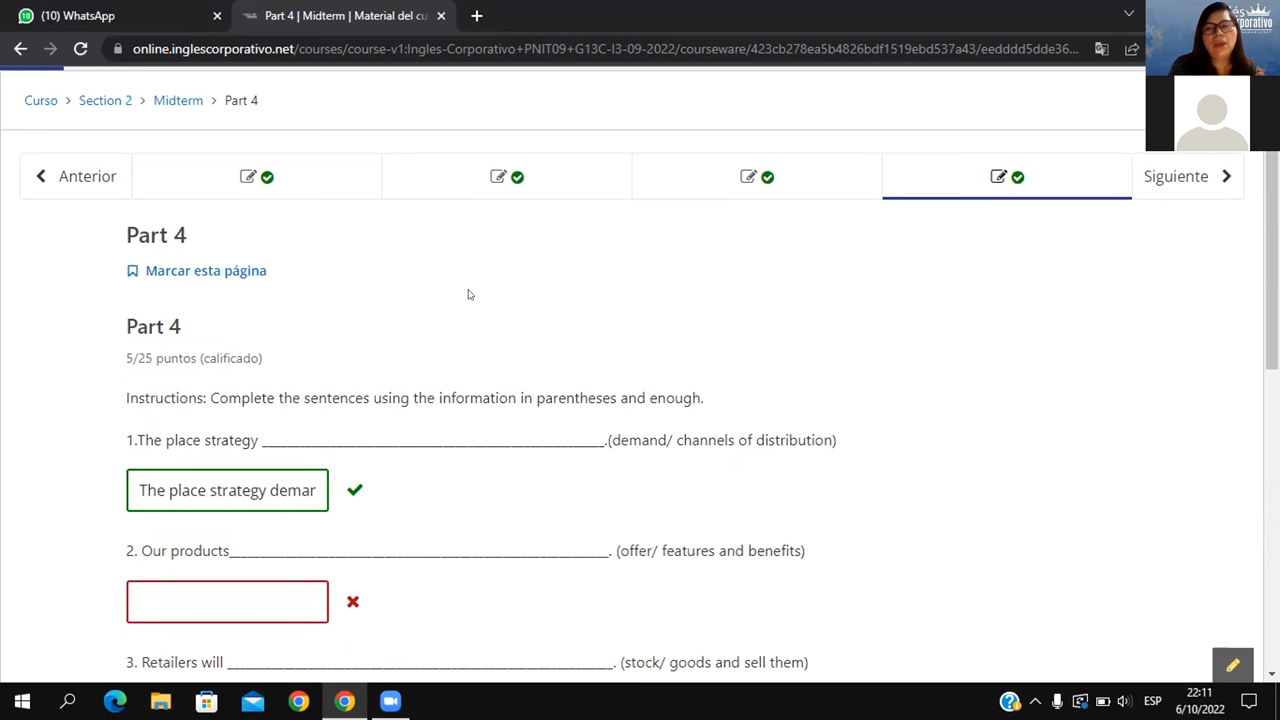 (10) WhatsApp
Part 4 | Midterm | Material del cu
online.inglescorporativo.net/courses/course-v1:Ingles-Corporativo+PNIT09+G13C-I3-09-2022/courseware/423cb278ea5b4826bdf1519ebd537a43/eedddd5dde36...
Curso > Section 2 > Midterm > Part 4
Anterior
Siguiente
Part 4
Marcar esta página
Part 4
5/25 puntos (calificado)
Instructions: Complete the sentences using the information in parentheses and enough.
1.The place strategy ____________________.(demand/ channels of distribution)
The place strategy demar
2. Our products____________________. (offer/ features and benefits)
3. Retailers will ____________________. (stock/ goods and sell them)
ESP
22:11
6/10/2022